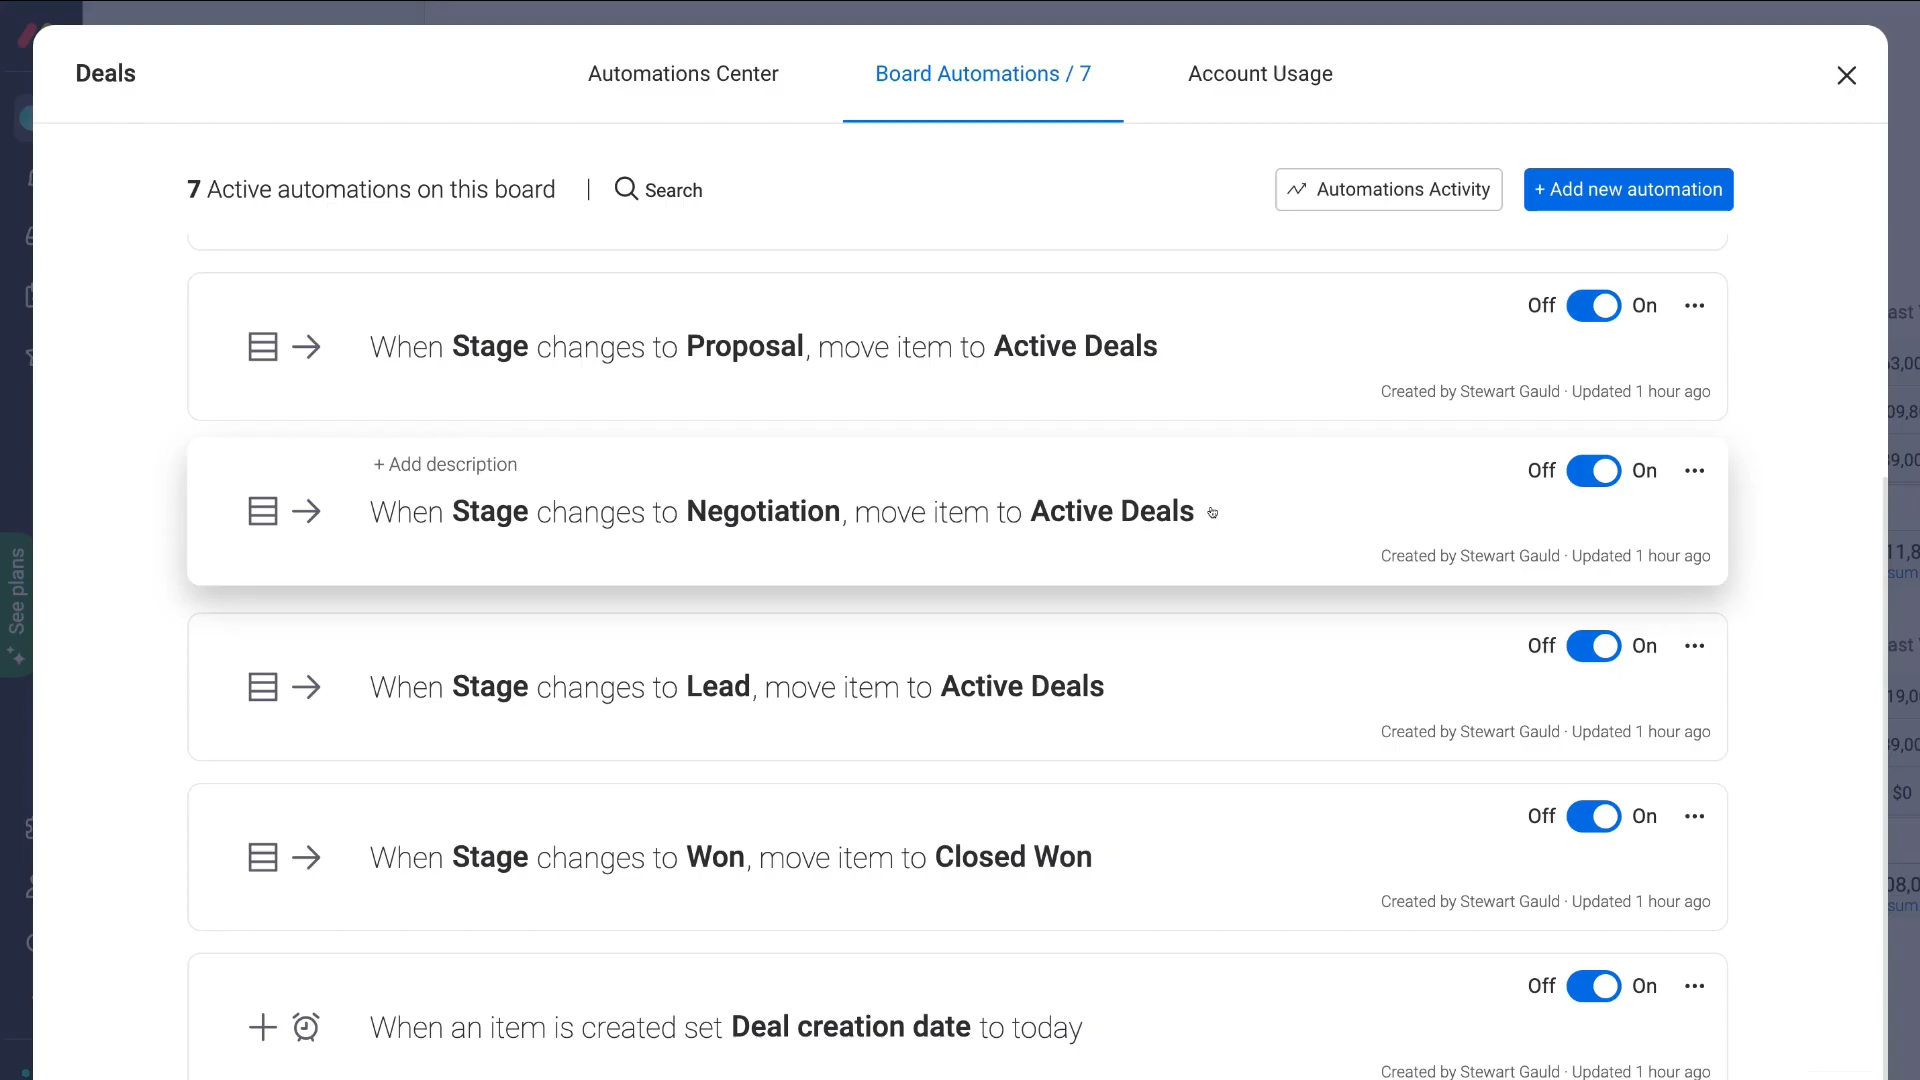 Deals
Automations Center
Board Automations / 7
Account Usage
7 Active automations on this board
Search
Automations Activity
+ Add new automation
Off On
When Stage changes to Proposal, move item to Active Deals
Created by Stewart Gauld · Updated 1 hour ago
+ Add description
Off On
When Stage changes to Negotiation, move item to Active Deals
Created by Stewart Gauld · Updated 1 hour ago
Off On
When Stage changes to Lead, move item to Active Deals
Created by Stewart Gauld · Updated 1 hour ago
Off On
When Stage changes to Won, move item to Closed Won
Created by Stewart Gauld · Updated 1 hour ago
Off On
When an item is created set Deal creation date to today
Created by Stewart Gauld · Updated 1 hour ago
See plans
sum
$0
sum